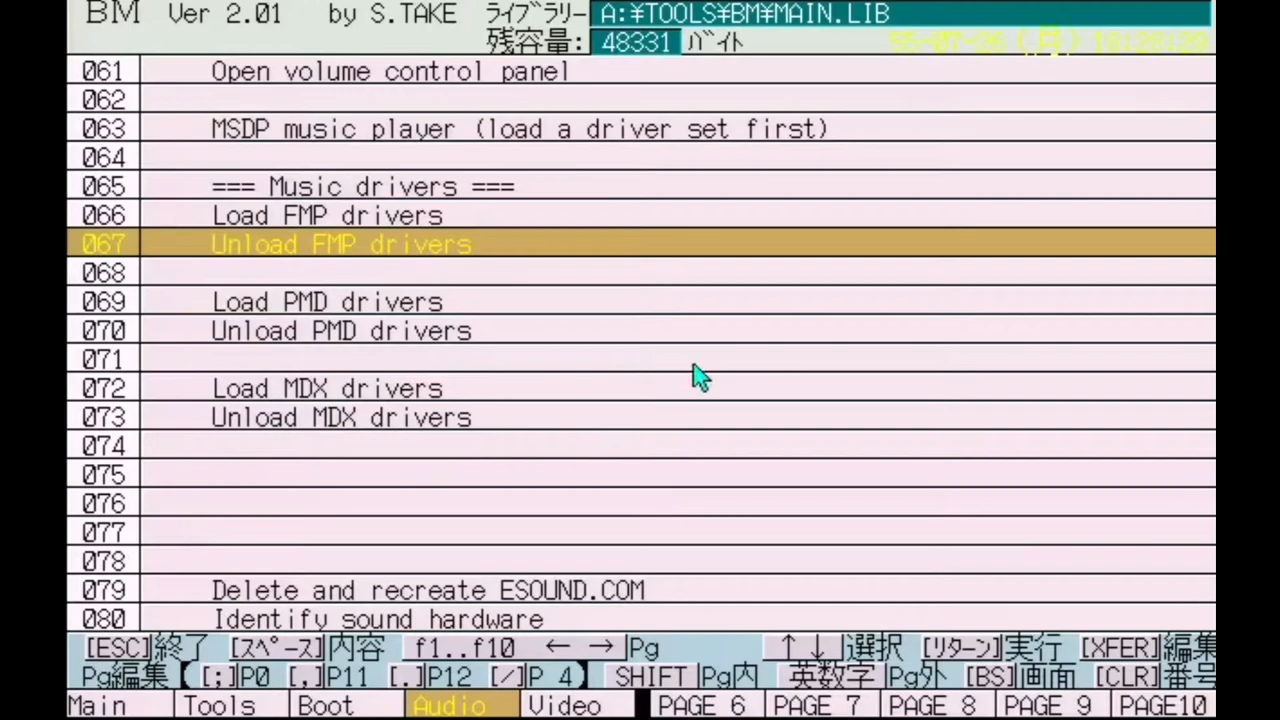 BM Ver 2.01 by S.TAKE ﾗｲﾌﾞﾗﾘｰ A:¥TOOLS¥BM¥MAIN.LIB
残容量: 48331 ﾊﾞｲﾄ (月)
061 Open volume control panel
062
063 MSDP music player (load a driver set first)
064
065 === Music drivers ===
066 Load FMP drivers
067 Unload FMP drivers
068
069 Load PMD drivers
070 Unload PMD drivers
071
072 Load MDX drivers
073 Unload MDX drivers
074
075
076
077
078
079 Delete and recreate ESOUND.COM
080 Identify sound hardware
[ESC]終了 [ｽﾍﾟｰｽ]内容 f1..f10 ← →Pg ↑ ↓選択 [ﾘﾀｰﾝ]実行 [XFER]編集
Pg編集【[;]P0 [,]P11 [.]P12 [/]P 4】 SHIFT Pg内 英数字 Pg外 [BS]画面 [CLR]番号
Main Tools Boot Audio Video PAGE 6 PAGE 7 PAGE 8 PAGE 9 PAGE10